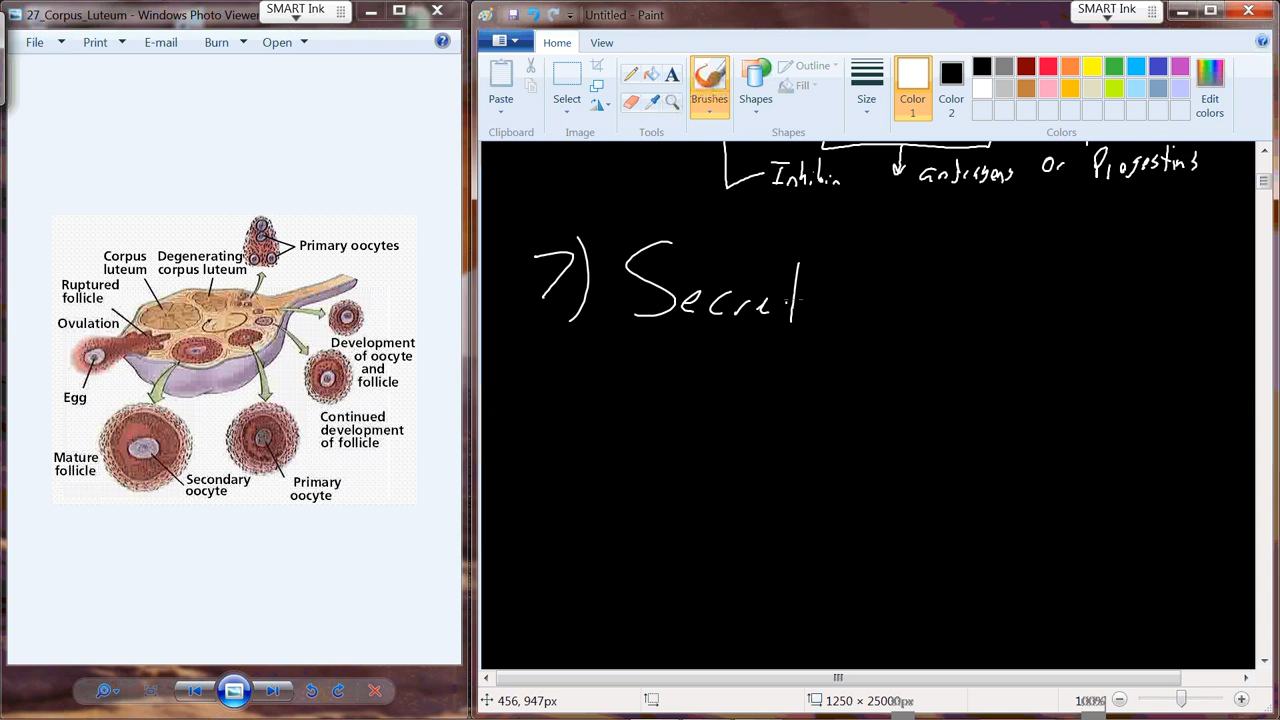 27_Corpus_Luteum - Windows Photo Viewer
SMART Ink
File Print E-mail Burn Open
Corpus luteum
Degenerating corpus luteum
Primary oocytes
Ruptured follicle
Ovulation
Egg
Development of oocyte and follicle
Continued development of follicle
Mature follicle
Secondary oocyte
Primary oocyte
Untitled - Paint
SMART Ink
Home View
Paste
Select
Brushes
Shapes
Outline
Fill
Size
Color 1
Color 2
Edit colors
Clipboard Image Tools Shapes Colors
Inhibin androgens or Progestins
7) Secret
456, 947px
1250 × 25000px
100%